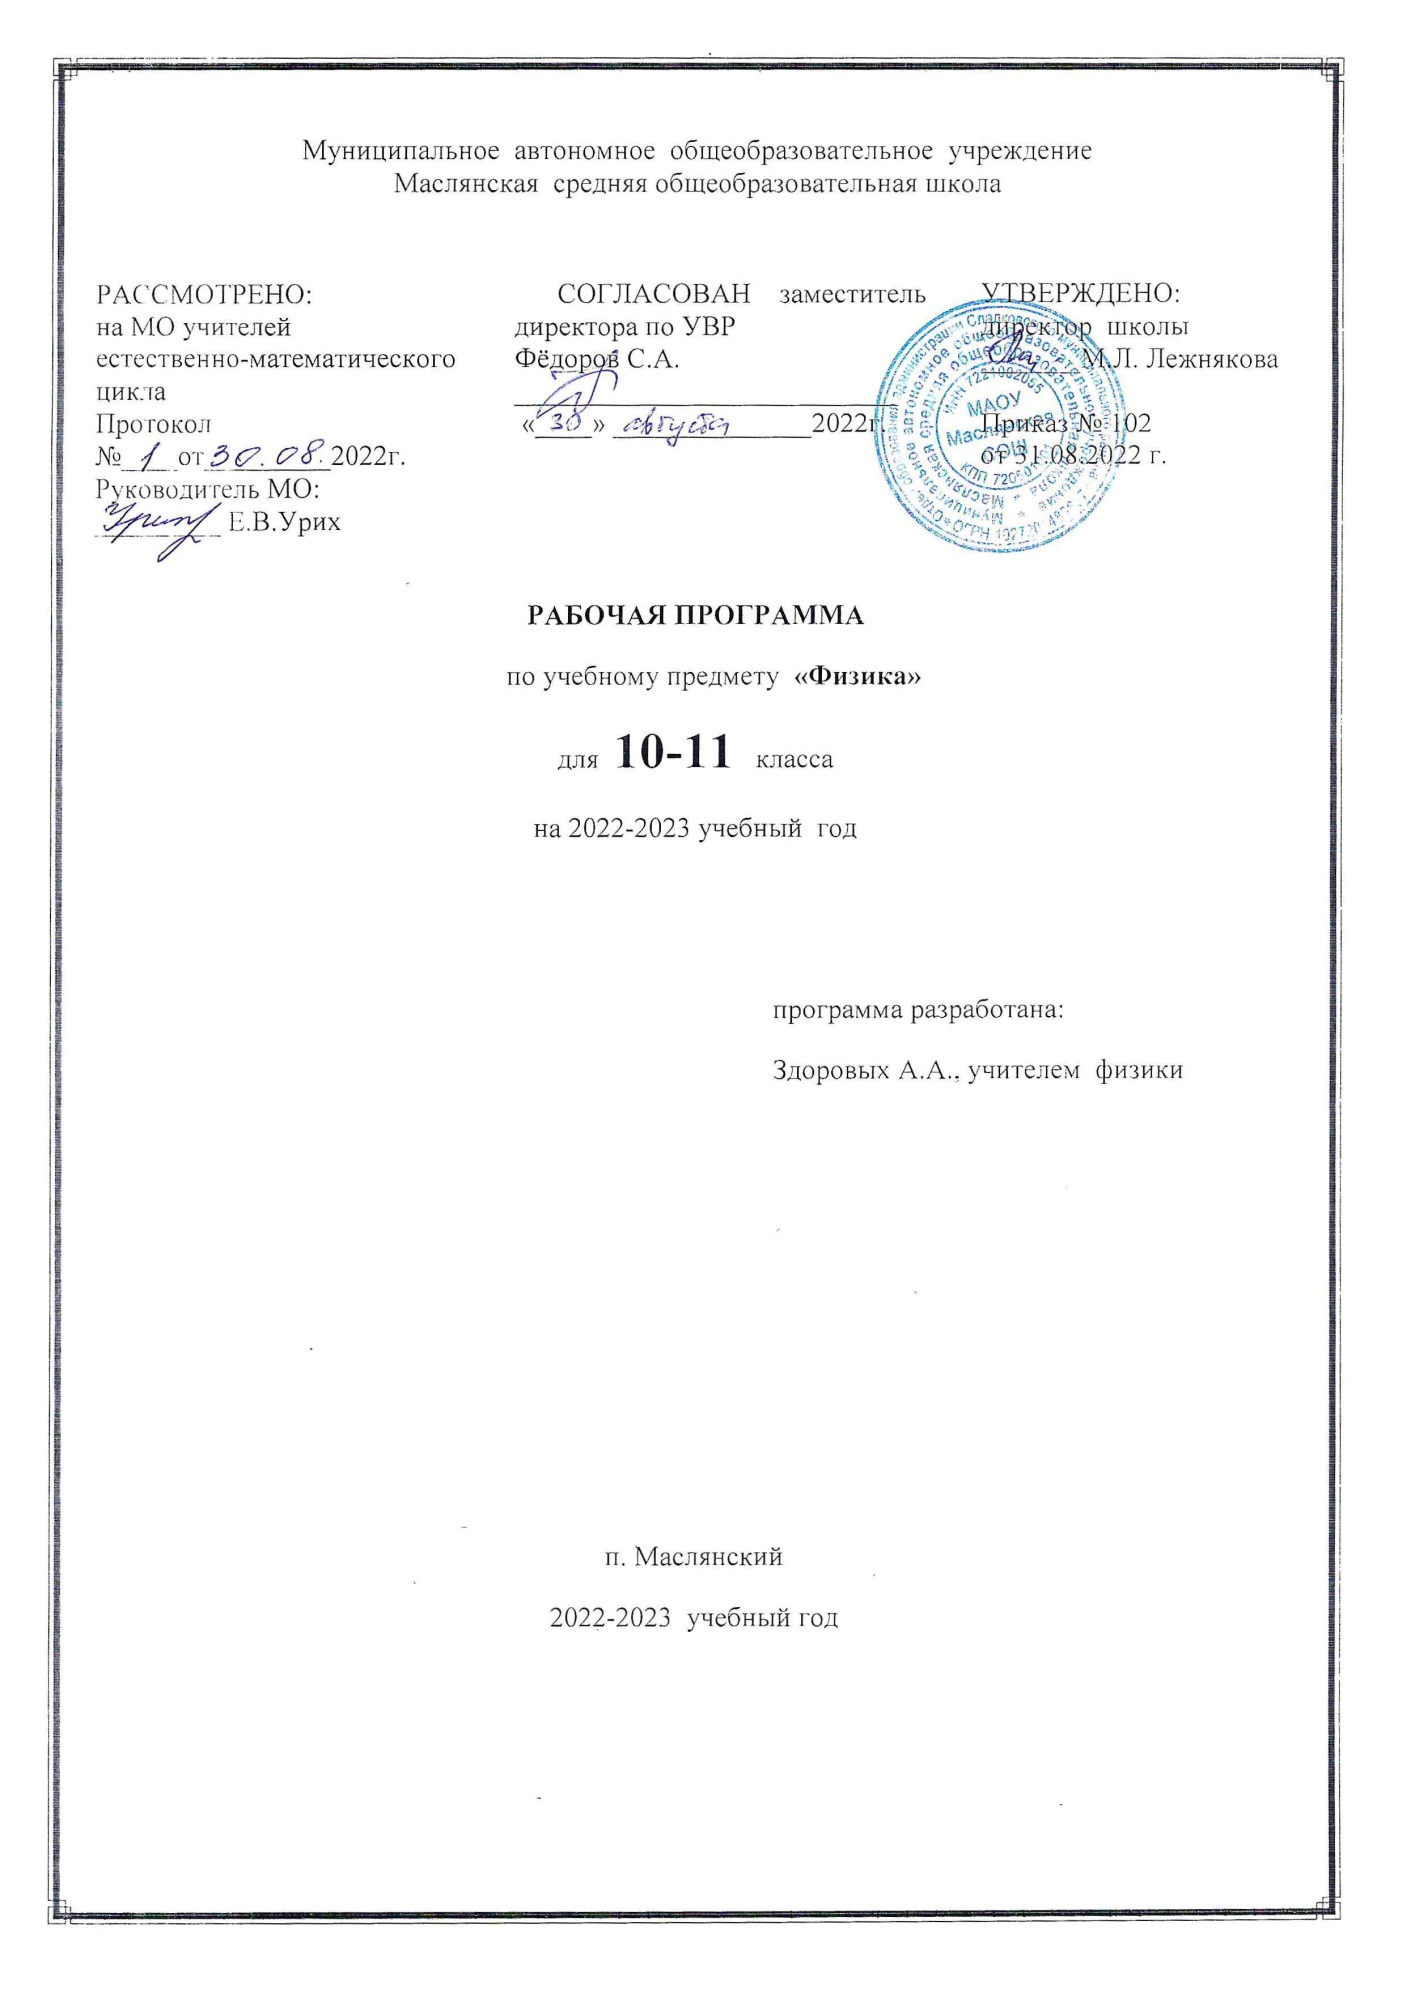 Муниципальное автономное общеобразовательное учреждение
Маслянская средняя общеобразовательная школа
РАССМОТРЕНО:
на МО учителей
естественно-математического
цикла
Протокол
№ 1 от 30.08.2022г.
Руководитель МО:
Е.В.Урих
СОГЛАСОВАН заместитель
директора по УВР
Фёдоров С.А.
«30» августа 2022г.
УТВЕРЖДЕНО:
директор школы
М.Л. Лежнякова
Приказ № 102
от 31.08.2022 г.
ИНН 7221002055
МАОУ
Маслянская
СОШ
РАБОЧАЯ ПРОГРАММА
по учебному предмету «Физика»
для 10-11 класса
на 2022-2023 учебный год
программа разработана:
Здоровых А.А., учителем физики
п. Маслянский
2022-2023 учебный год